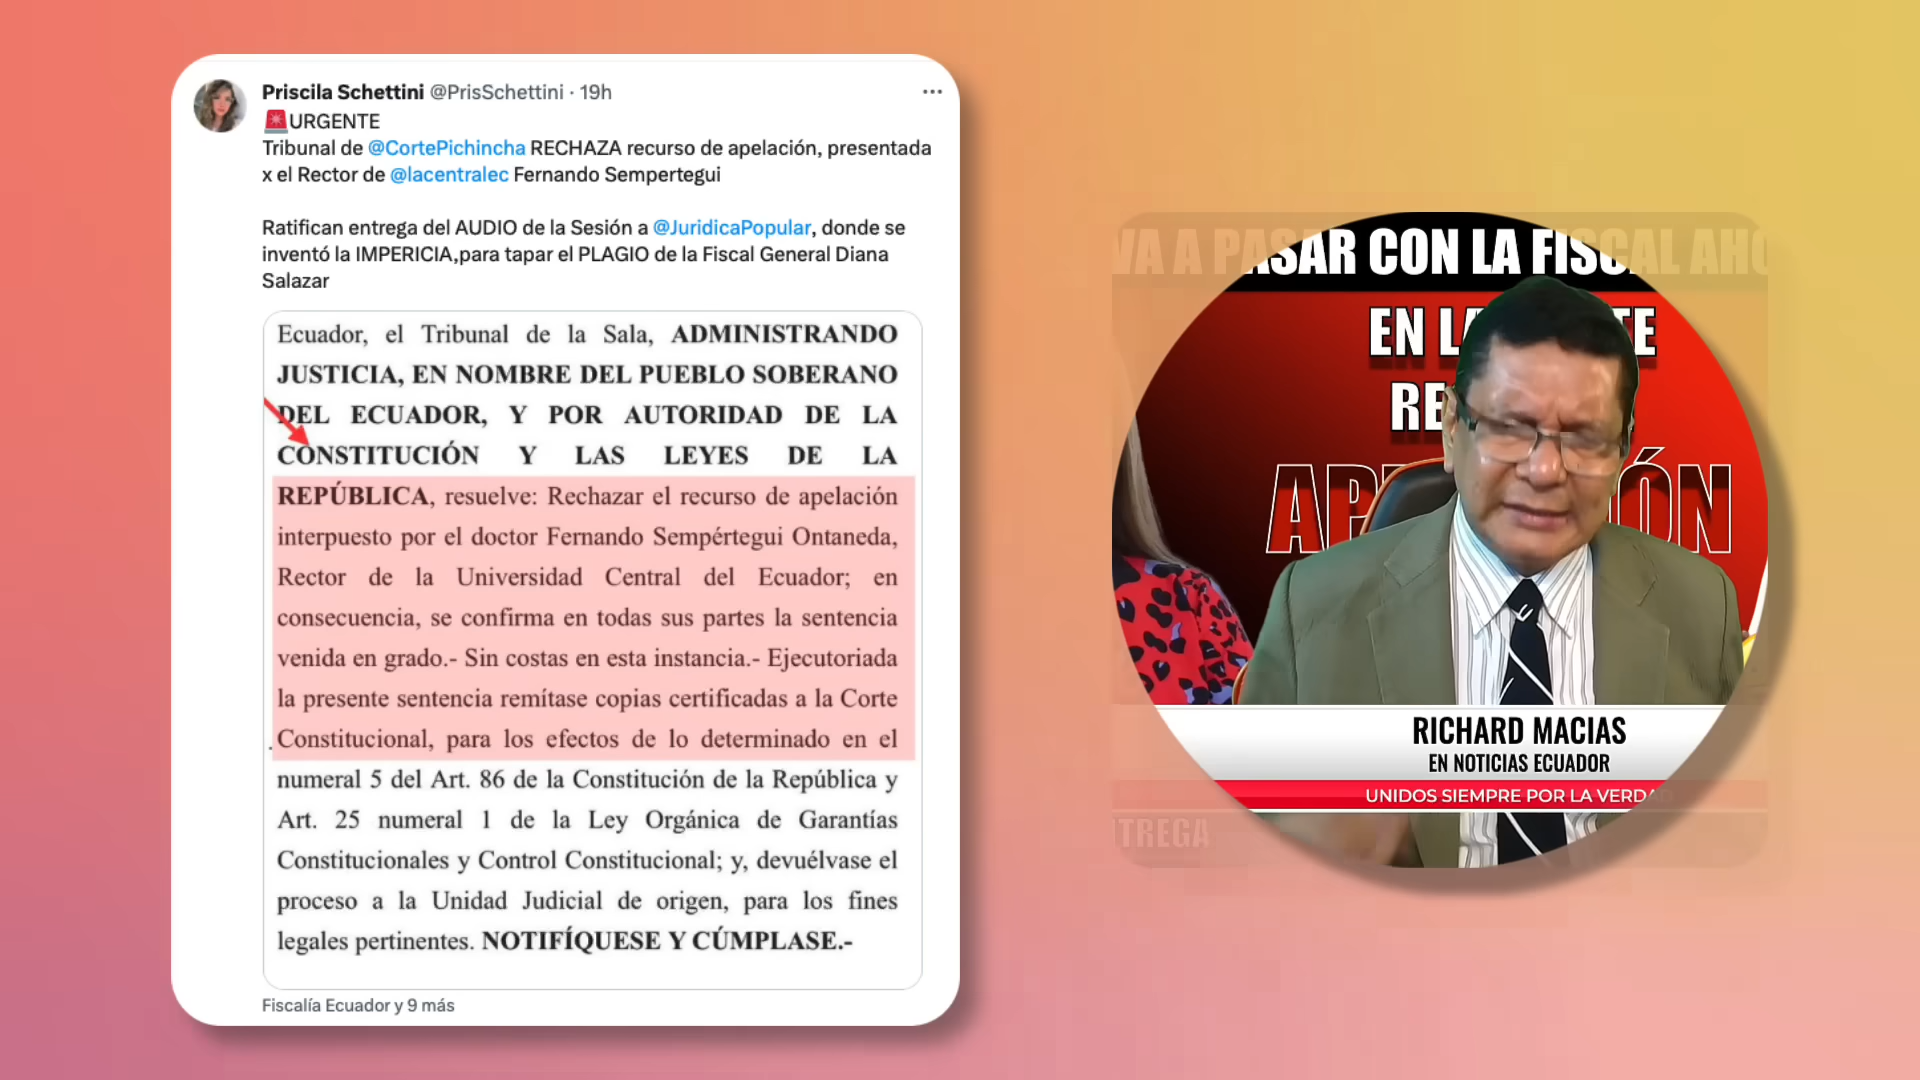 Priscila Schettini @PrisSchettini · 19h
🚨URGENTE
Tribunal de @CortePichincha RECHAZA recurso de apelación, presentada
x el Rector de @lacentralec Fernando Sempertegui
Ratifican entrega del AUDIO de la Sesión a @JuridicaPopular, donde se
inventó la IMPERICIA,para tapar el PLAGIO de la Fiscal General Diana
Salazar
Ecuador, el Tribunal de la Sala, ADMINISTRANDO
JUSTICIA, EN NOMBRE DEL PUEBLO SOBERANO
DEL ECUADOR, Y POR AUTORIDAD DE LA
CONSTITUCIÓN Y LAS LEYES DE LA
REPÚBLICA, resuelve: Rechazar el recurso de apelación
interpuesto por el doctor Fernando Sempértegui Ontaneda,
Rector de la Universidad Central del Ecuador; en
consecuencia, se confirma en todas sus partes la sentencia
venida en grado.- Sin costas en esta instancia.- Ejecutoriada
la presente sentencia remítase copias certificadas a la Corte
Constitucional, para los efectos de lo determinado en el
numeral 5 del Art. 86 de la Constitución de la República y
Art. 25 numeral 1 de la Ley Orgánica de Garantías
Constitucionales y Control Constitucional; y, devuélvase el
proceso a la Unidad Judicial de origen, para los fines
legales pertinentes. NOTIFÍQUESE Y CÚMPLASE.-
Fiscalía Ecuador y 9 más
VA A PASAR CON LA FISCAL AHO
EN LA
RICHARD MACIAS
EN NOTICIAS ECUADOR
UNIDOS SIEMPRE POR LA VERDAD
TREGA